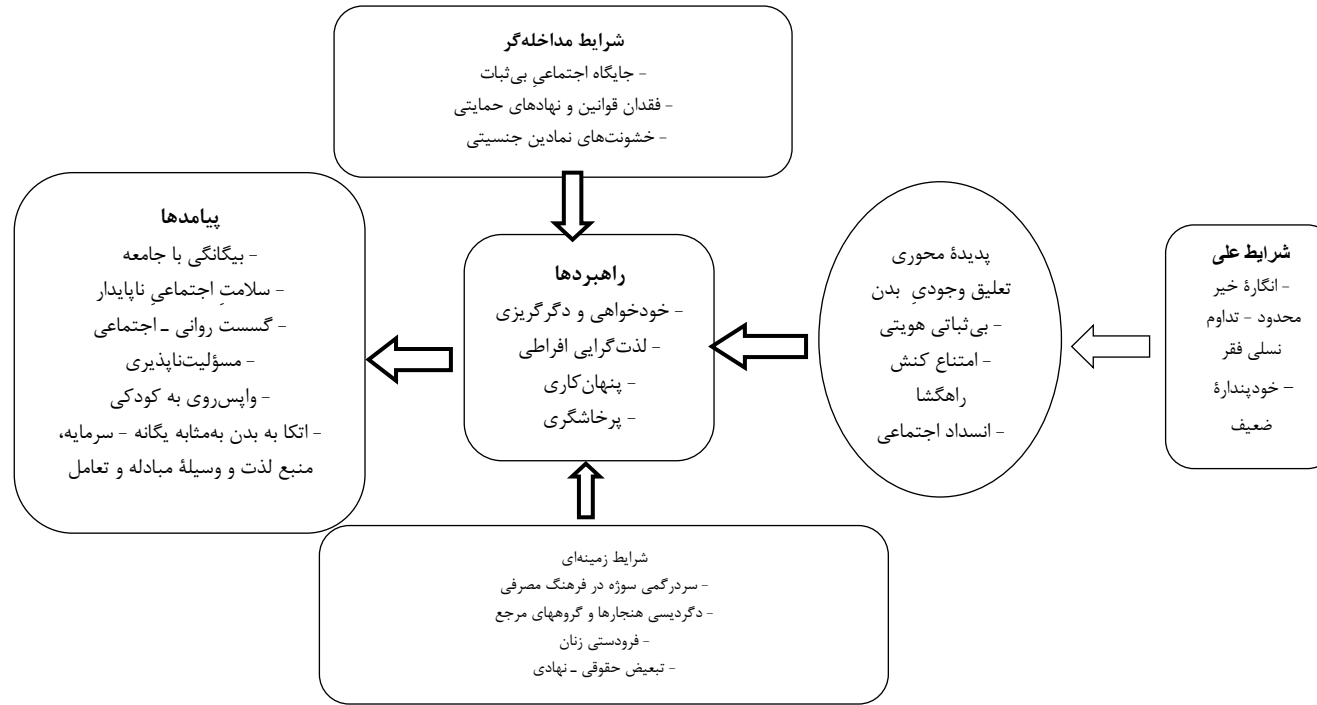 شرایط مداخله‌گر
- جایگاه اجتماعیِ بی‌ثبات
- فقدان قوانین و نهادهای حمایتی
- خشونت‌های نمادین جنسیتی
شرایط علی
- انگارهٔ خیر
محدود - تداوم
نسلی فقر
- خودپندارهٔ
ضعیف
پدیدهٔ محوری
تعلیق وجودیِ بدن
- بی‌ثباتی هویتی
- امتناع کنش
راهگشا
- انسداد اجتماعی
راهبردها
- خودخواهی و دگرگریزی
- لذت‌گرایی افراطی
- پنهان‌کاری
- پرخاشگری
پیامدها
- بیگانگی با جامعه
- سلامتِ اجتماعیِ ناپایدار
- گسست روانی ـ اجتماعی
- مسؤلیت‌ناپذیری
- واپس‌روی به کودکی
- اتکا به بدن به‌مثابه یگانه - سرمایه،
منبع لذت و وسیلهٔ مبادله و تعامل
شرایط زمینه‌ای
- سردرگمی سوژه در فرهنگ مصرفی
- دگردیسی هنجارها و گروههای مرجع
- فرودستی زنان
- تبعیض حقوقی ـ نهادی